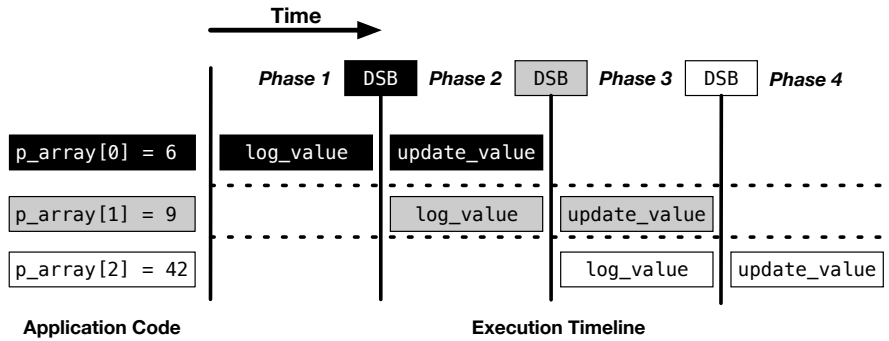 Time
Phase 1 DSB Phase 2 DSB Phase 3 DSB Phase 4
p_array[0] = 6 log_value update_value
p_array[1] = 9 log_value update_value
p_array[2] = 42 log_value update_value
Application Code Execution Timeline